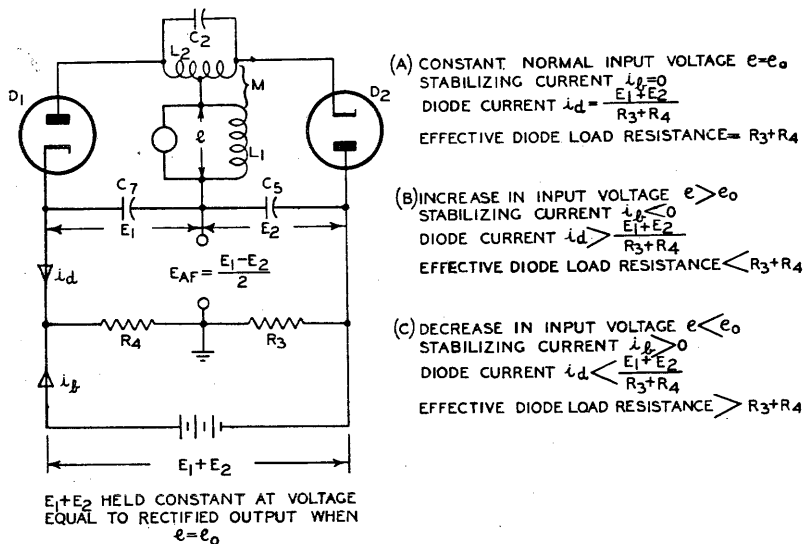 C2
L2
M
D1
D2
e
L1
C7
C5
E1
E2
id
EAF = E1-E2
2
R4
R3
ib
E1+E2
E1+E2 HELD CONSTANT AT VOLTAGE
EQUAL TO RECTIFIED OUTPUT WHEN
e=eo
(A) CONSTANT NORMAL INPUT VOLTAGE e=eo
STABILIZING CURRENT ib=0
DIODE CURRENT id = E1+E2
R3+R4
EFFECTIVE DIODE LOAD RESISTANCE = R3+R4
(B) INCREASE IN INPUT VOLTAGE e>eo
STABILIZING CURRENT ib<0
DIODE CURRENT id > E1+E2
R3+R4
EFFECTIVE DIODE LOAD RESISTANCE < R3+R4
(C) DECREASE IN INPUT VOLTAGE e<eo
STABILIZING CURRENT ib>0
DIODE CURRENT id < E1+E2
R3+R4
EFFECTIVE DIODE LOAD RESISTANCE > R3+R4